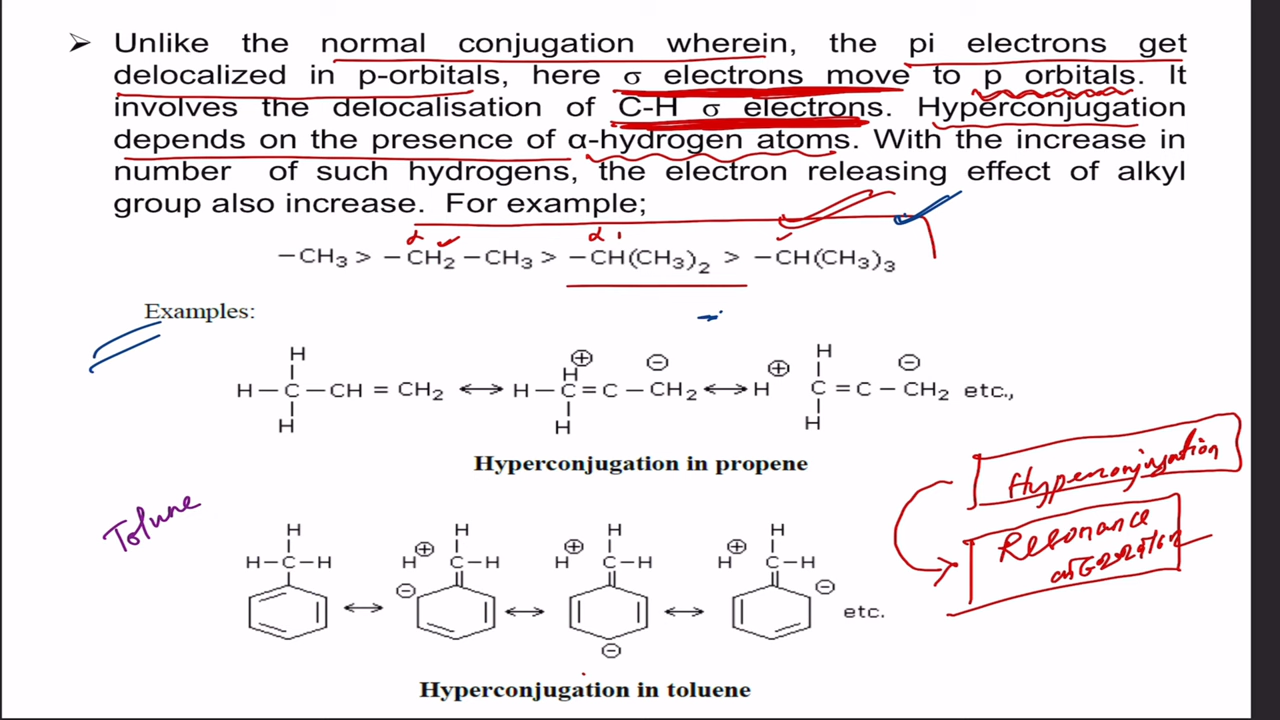 ➢ Unlike the normal conjugation wherein, the pi electrons get
delocalized in p-orbitals, here σ electrons move to p orbitals. It
involves the delocalisation of C-H σ electrons. Hyperconjugation
depends on the presence of α-hydrogen atoms. With the increase in
number of such hydrogens, the electron releasing effect of alkyl
group also increase. For example;
α α
−CH₃ > −CH₂−CH₃ > −CH(CH₃)₂ > −CH(CH₃)₃
Examples:
H H ⊕ ⊖ H ⊖
H−C−CH=CH₂ ↔ H−C=C−CH₂ ↔ H ⊕ C=C−CH₂ etc.,
H H H
Hyperconjugation in propene
Hyperconjugation
Resonance
Tolune
H H H H
H−C−H H ⊕ C−H H ⊕ C−H H ⊕ C−H
⊖ ⊖ ⊖
↔ ↔ ↔ etc.
Hyperconjugation in toluene